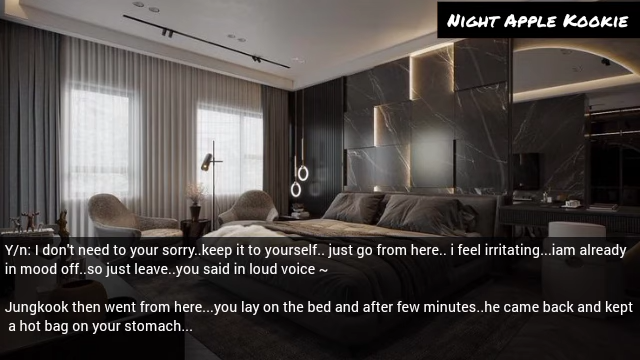 Night Apple Kookie
Y/n: I don't need to your sorry..keep it to yourself.. just go from here.. i feel irritating...iam already
in mood off..so just leave..you said in loud voice ~
Jungkook then went from here...you lay on the bed and after few minutes..he came back and kept
a hot bag on your stomach...